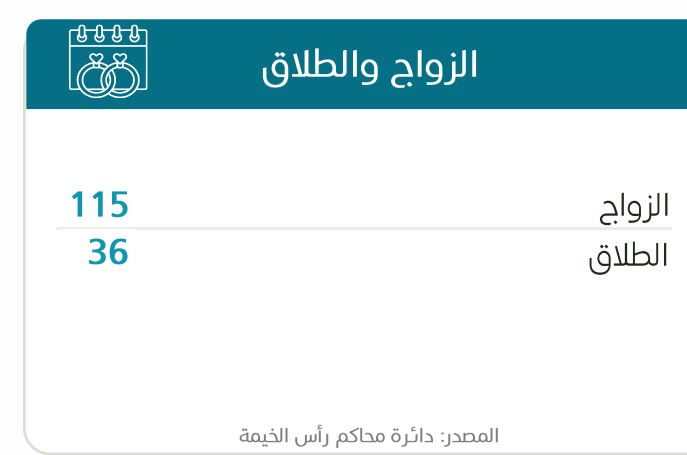 الزواج والطلاق
الزواج 115
الطلاق 36
المصدر: دائرة محاكم رأس الخيمة